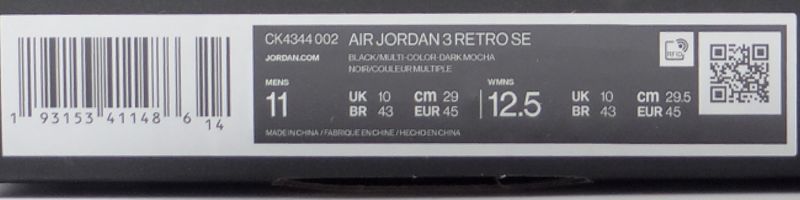 CK4344 002 AIR JORDAN 3 RETRO SE
JORDAN.COM
BLACK/MULTI-COLOR-DARK MOCHA
NOIR/COULEUR MULTIPLE
MENS
11
UK 10 cm 29
BR 43 EUR 45
WMNS
12.5
UK 10 cm 29.5
BR 43 EUR 45
MADE IN CHINA / FABRIQUE EN CHINE / HECHO EN CHINA
RFID
1 93153 41148 6 14